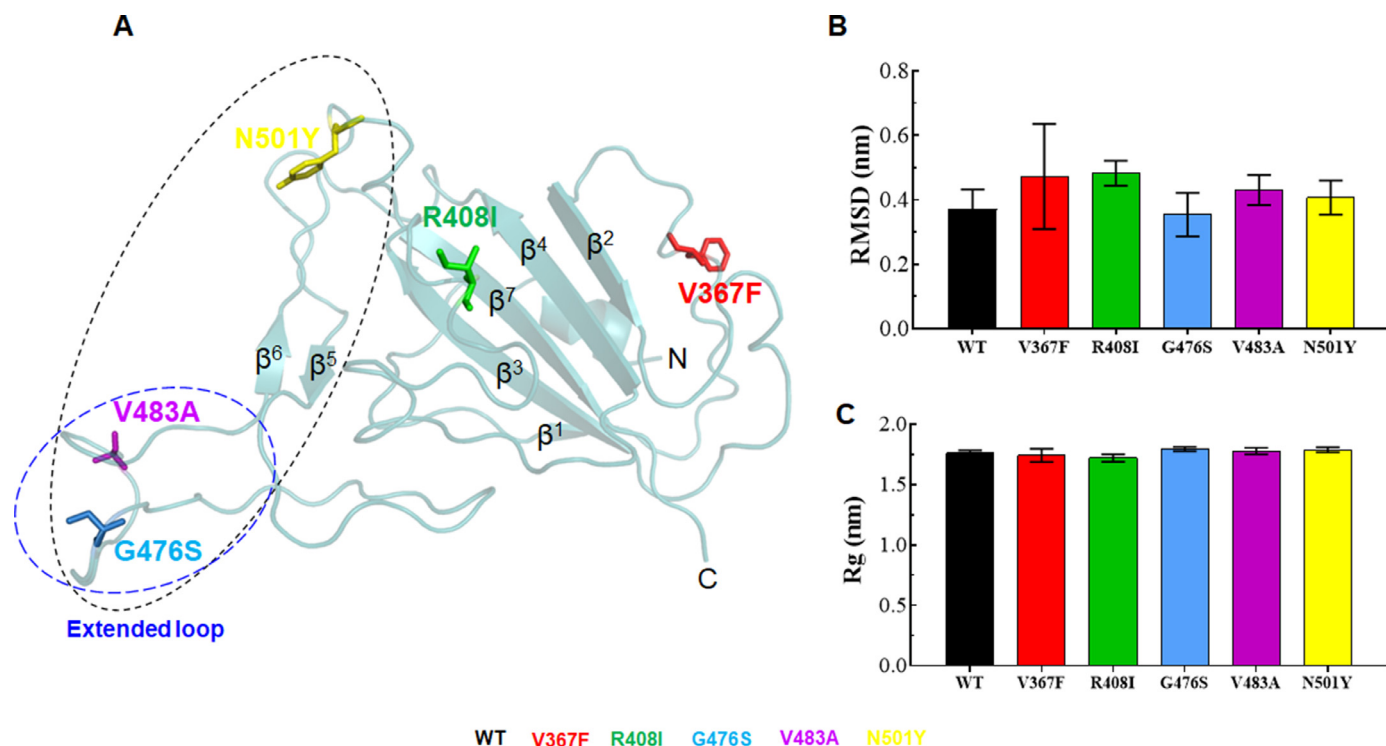 A
N501Y
R408I
β⁴
β²
V367F
β⁷
β⁶
β⁵
β³
N
V483A
β¹
G476S
C
Extended loop
B
RMSD (nm)
0.8
0.6
0.4
0.2
0.0
WT V367F R408I G476S V483A N501Y
C
Rg (nm)
2.0
1.5
1.0
0.5
0.0
WT V367F R408I G476S V483A N501Y
WT V367F R408I G476S V483A N501Y